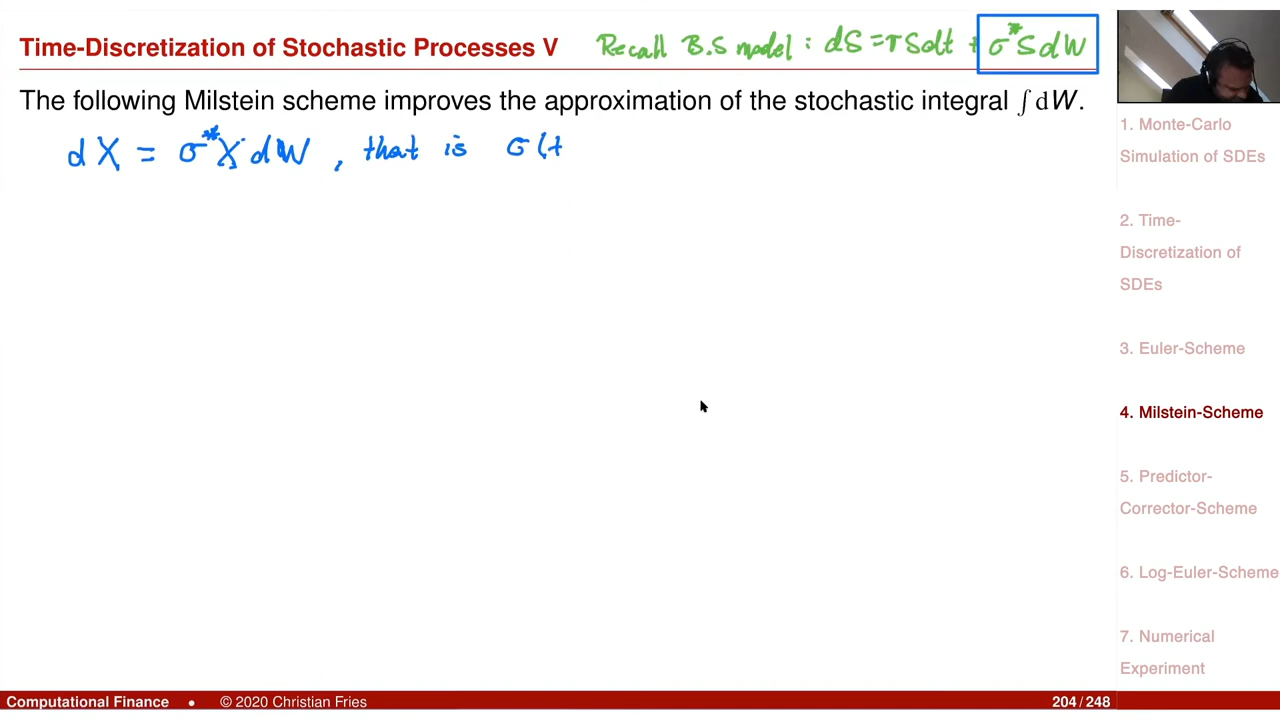 Time-Discretization of Stochastic Processes V
Recall B.S model : dS = r S dt + σ* S dW
The following Milstein scheme improves the approximation of the stochastic integral ∫ dW.
dX = σ* X dW , that is σ(t
1. Monte-Carlo
Simulation of SDEs
2. Time-
Discretization of
SDEs
3. Euler-Scheme
4. Milstein-Scheme
5. Predictor-
Corrector-Scheme
6. Log-Euler-Scheme
7. Numerical
Experiment
Computational Finance • © 2020 Christian Fries 204 / 248